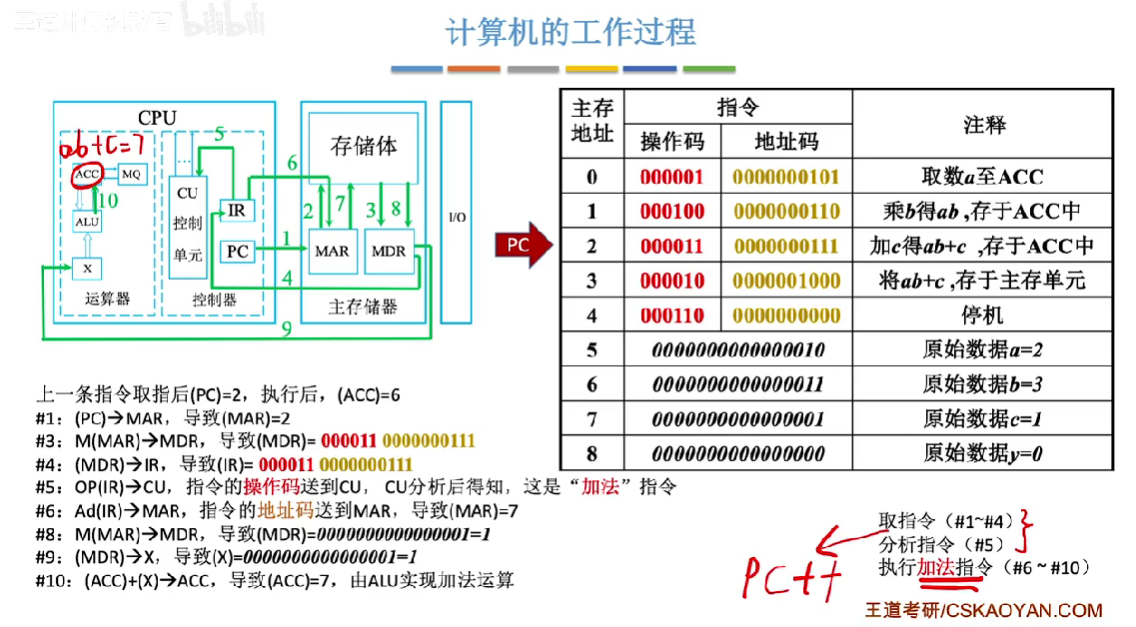 bilibili
计算机的工作过程
CPU
ab+c=7
ACC
MQ
10
ALU
X
运算器
5
CU
控制
单元
IR
PC
控制器
6
1
4
9
存储体
2
7
3
8
MAR
MDR
主存储器
I/O
PC
主存地址 指令 注释
操作码 地址码
0 000001 0000000101 取数a至ACC
1 000100 0000000110 乘b得ab ,存于ACC中
2 000011 0000000111 加c得ab+c ,存于ACC中
3 000010 0000001000 将ab+c ,存于主存单元
4 000110 0000000000 停机
5 0000000000000010 原始数据a=2
6 0000000000000011 原始数据b=3
7 0000000000000001 原始数据c=1
8 0000000000000000 原始数据y=0
上一条指令取指后(PC)=2，执行后，(ACC)=6
#1：(PC)→MAR，导致(MAR)=2
#3：M(MAR)→MDR，导致(MDR)= 000011 0000000111
#4：(MDR)→IR，导致(IR)= 000011 0000000111
#5：OP(IR)→CU，指令的操作码送到CU， CU分析后得知，这是“加法”指令
#6：Ad(IR)→MAR，指令的地址码送到MAR，导致(MAR)=7
#8：M(MAR)→MDR，导致(MDR)=0000000000000001=1
#9：(MDR)→X，导致(X)=0000000000000001=1
#10：(ACC)+(X)→ACC，导致(ACC)=7，由ALU实现加法运算
取指令（#1~#4）
分析指令（#5）
执行加法指令（#6 ~ #10）
PC++
王道考研/CSKAOYAN.COM